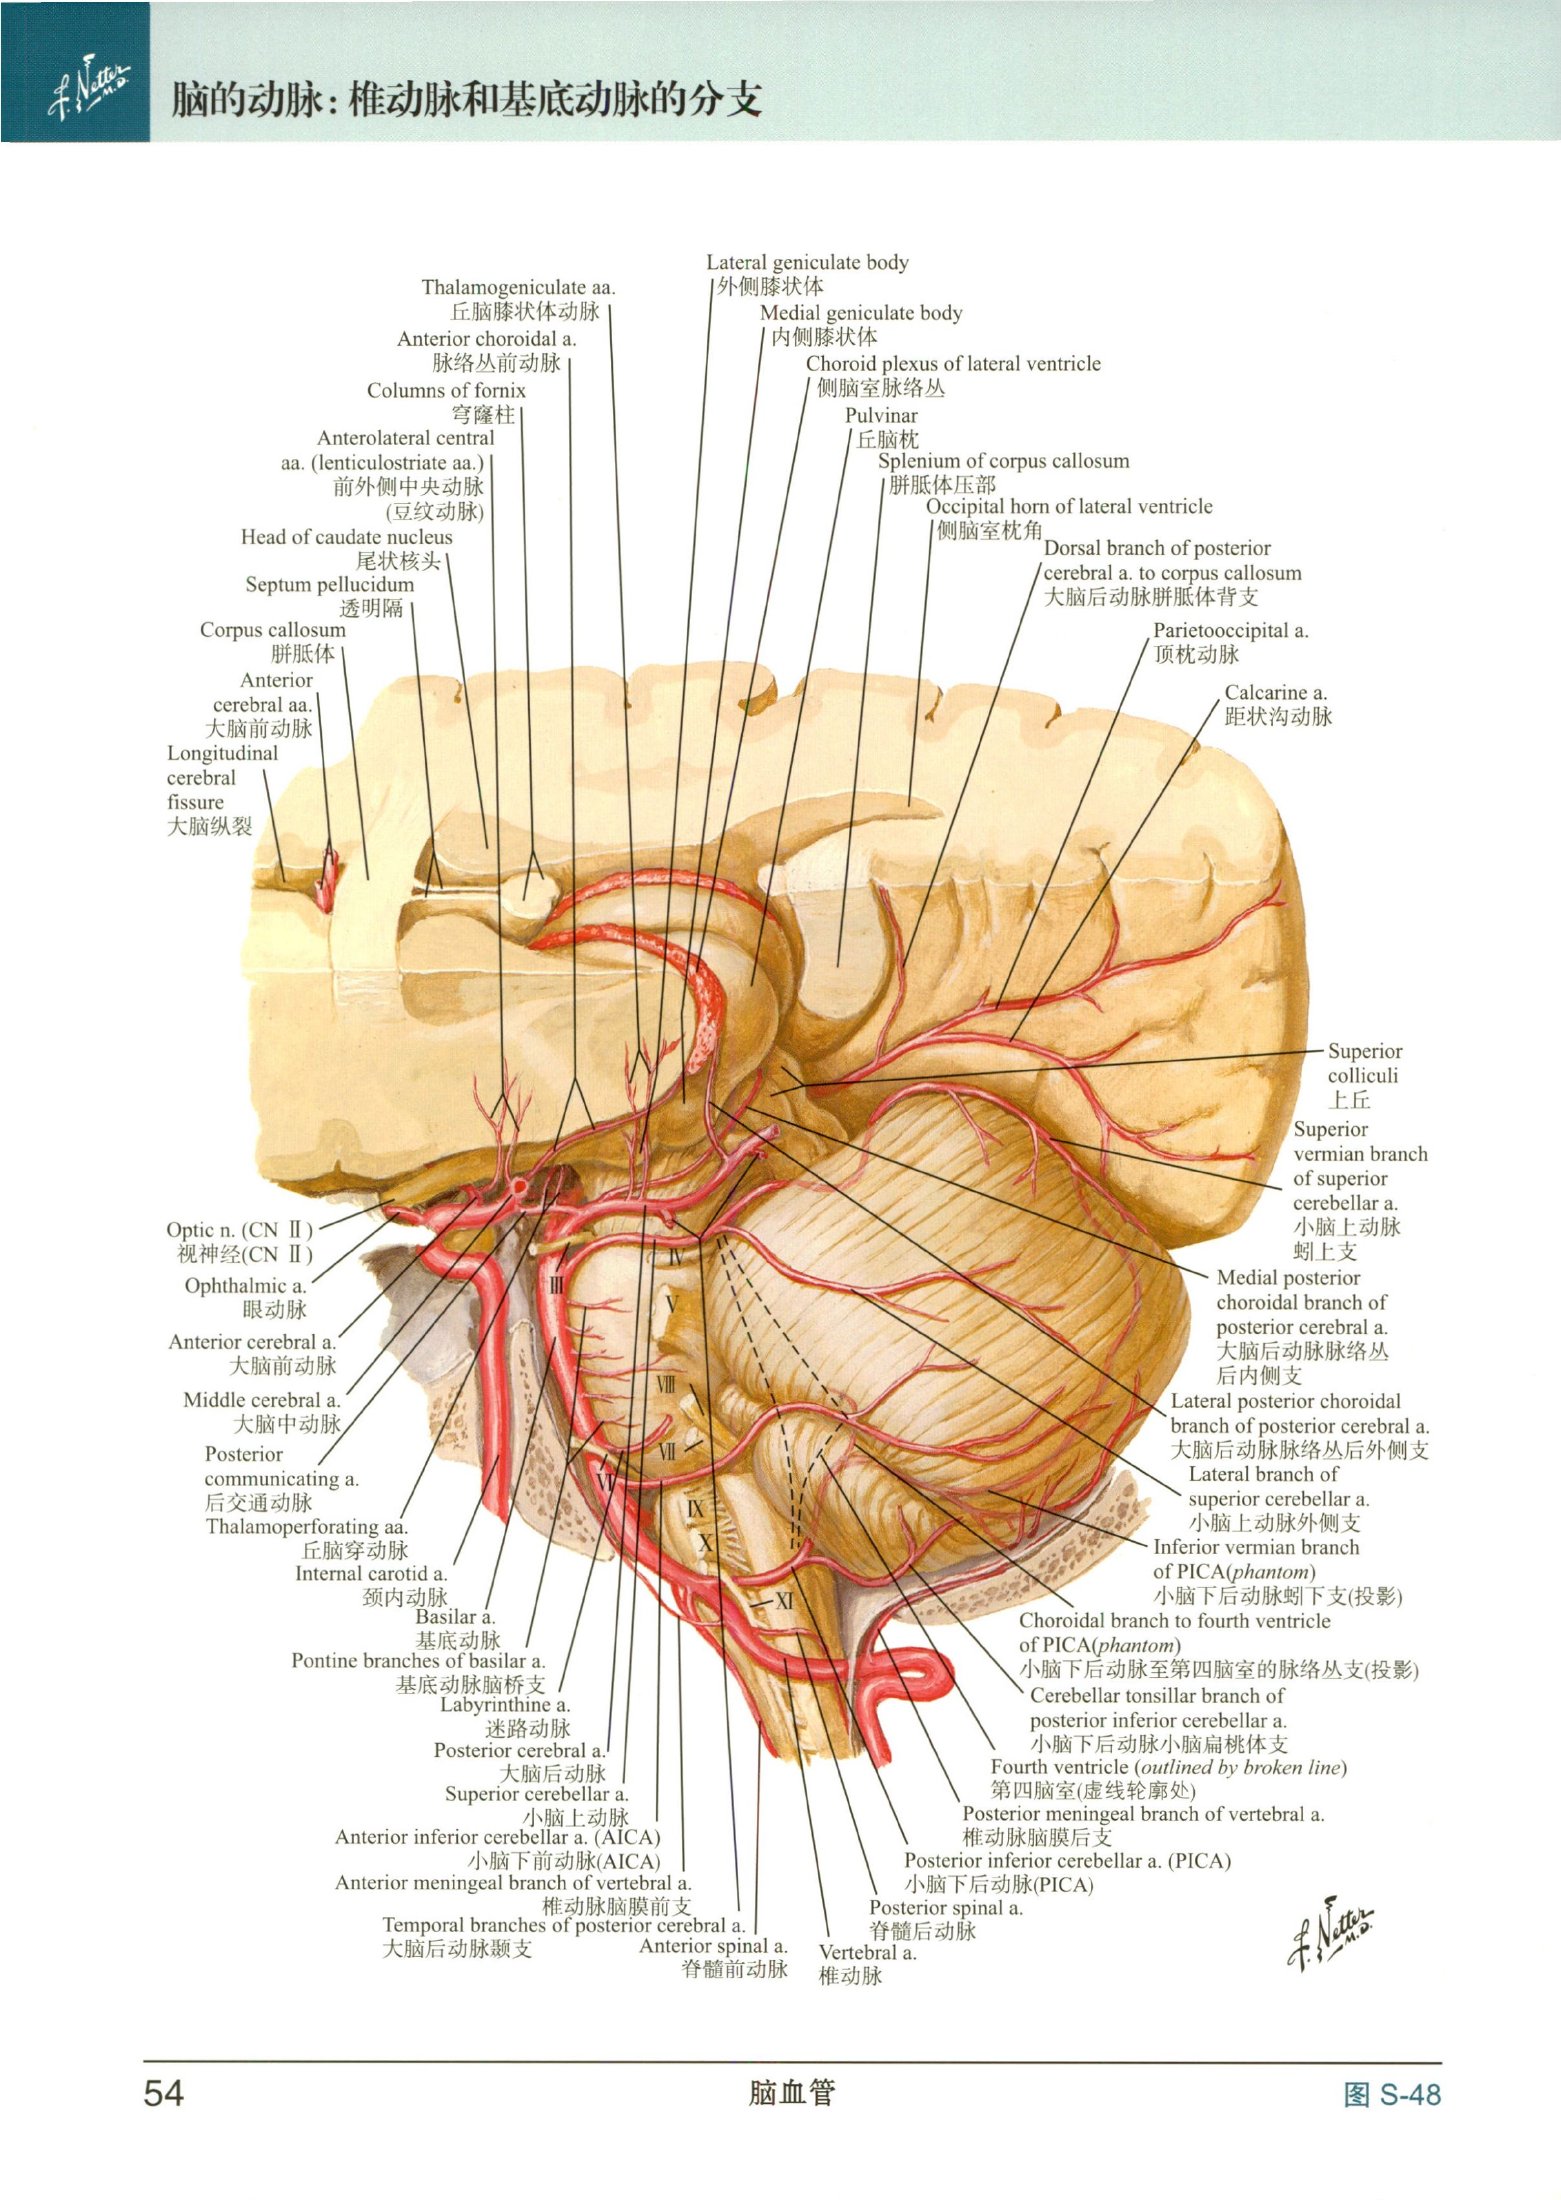 F. Netter M.D.
脑的动脉：椎动脉和基底动脉的分支
Lateral geniculate body
外侧膝状体
Thalamogeniculate aa.
丘脑膝状体动脉
Medial geniculate body
内侧膝状体
Anterior choroidal a.
脉络丛前动脉
Choroid plexus of lateral ventricle
侧脑室脉络丛
Columns of fornix
穹窿柱
Pulvinar
丘脑枕
Anterolateral central
aa. (lenticulostriate aa.)
前外侧中央动脉
(豆纹动脉)
Splenium of corpus callosum
胼胝体压部
Occipital horn of lateral ventricle
侧脑室枕角
Head of caudate nucleus
尾状核头
Dorsal branch of posterior
cerebral a. to corpus callosum
大脑后动脉胼胝体背支
Septum pellucidum
透明隔
Corpus callosum
胼胝体
Parietooccipital a.
顶枕动脉
Anterior
cerebral aa.
大脑前动脉
Calcarine a.
距状沟动脉
Longitudinal
cerebral
fissure
大脑纵裂
Superior
colliculi
上丘
Superior
vermian branch
of superior
cerebellar a.
小脑上动脉
蚓上支
Optic n. (CN Ⅱ)
视神经(CN Ⅱ)
Ophthalmic a.
眼动脉
Anterior cerebral a.
大脑前动脉
Middle cerebral a.
大脑中动脉
Posterior
communicating a.
后交通动脉
Thalamoperforating aa.
丘脑穿动脉
Internal carotid a.
颈内动脉
Basilar a.
基底动脉
Pontine branches of basilar a.
基底动脉脑桥支
Labyrinthine a.
迷路动脉
Posterior cerebral a.
大脑后动脉
Superior cerebellar a.
小脑上动脉
Anterior inferior cerebellar a. (AICA)
小脑下前动脉(AICA)
Anterior meningeal branch of vertebral a.
椎动脉脑膜前支
Temporal branches of posterior cerebral a.
大脑后动脉颞支
Anterior spinal a.
脊髓前动脉
Ⅲ
Ⅳ
Ⅴ
Ⅷ
Ⅶ
Ⅵ
Ⅸ
Ⅹ
Ⅺ
Medial posterior
choroidal branch of
posterior cerebral a.
大脑后动脉脉络丛
后内侧支
Lateral posterior choroidal
branch of posterior cerebral a.
大脑后动脉脉络丛后外侧支
Lateral branch of
superior cerebellar a.
小脑上动脉外侧支
Inferior vermian branch
of PICA(phantom)
小脑下后动脉蚓下支(投影)
Choroidal branch to fourth ventricle
of PICA(phantom)
小脑下后动脉至第四脑室的脉络丛支(投影)
Cerebellar tonsillar branch of
posterior inferior cerebellar a.
小脑下后动脉小脑扁桃体支
Fourth ventricle (outlined by broken line)
第四脑室(虚线轮廓处)
Posterior meningeal branch of vertebral a.
椎动脉脑膜后支
Posterior inferior cerebellar a. (PICA)
小脑下后动脉(PICA)
Posterior spinal a.
脊髓后动脉
Vertebral a.
椎动脉
F. Netter M.D.
54
脑血管
图 S-48